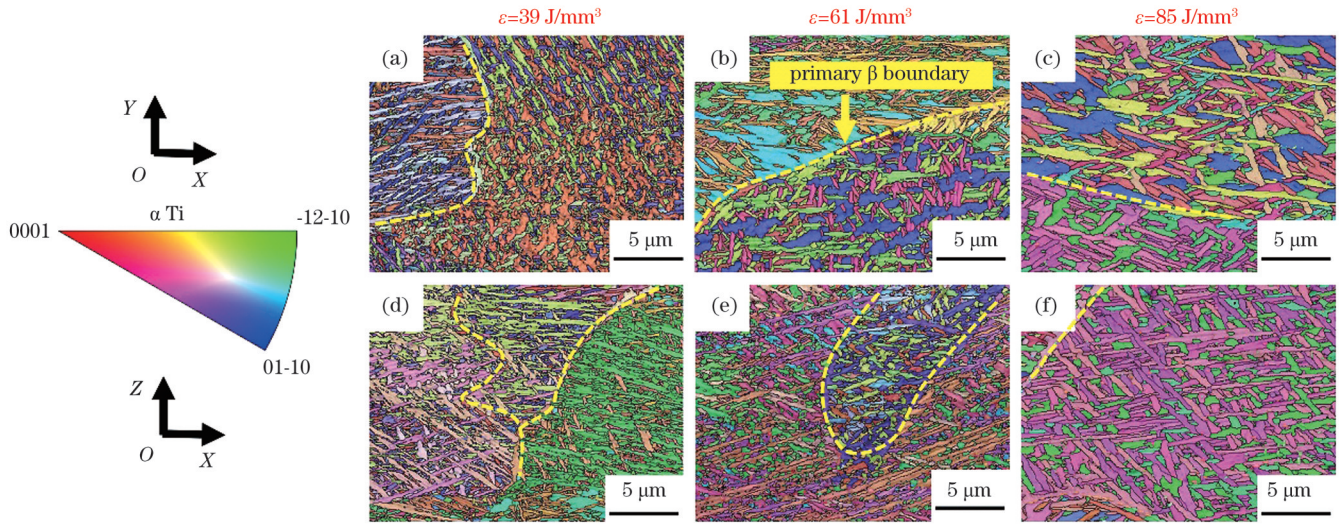 ε=39 J/mm³ ε=61 J/mm³ ε=85 J/mm³
(a) (b) (c)
primary β boundary
Y
O X
5 μm 5 μm 5 μm
α Ti
0001 -12-10
01-10
(d) (e) (f)
Z
O X
5 μm 5 μm 5 μm